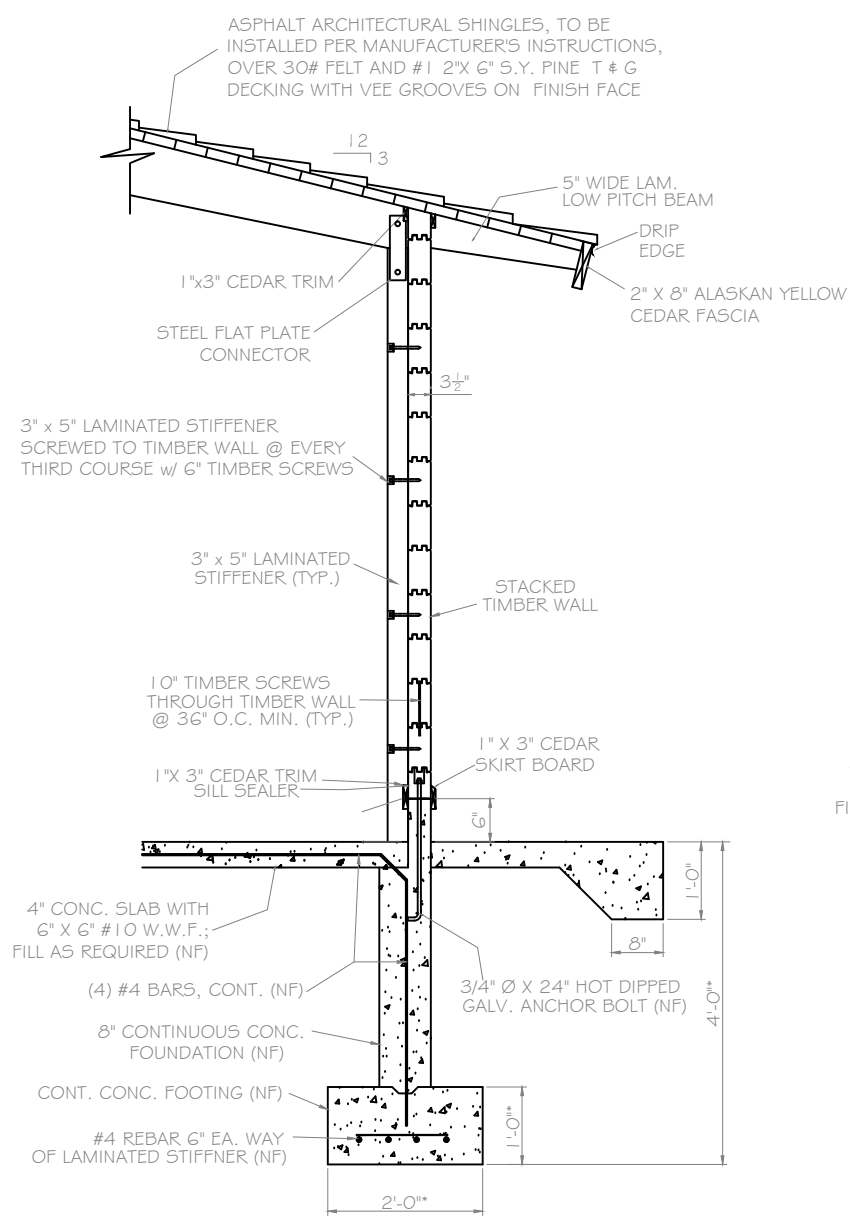 ASPHALT ARCHITECTURAL SHINGLES, TO BE
INSTALLED PER MANUFACTURER'S INSTRUCTIONS,
OVER 30# FELT AND #1 2"X 6" S.Y. PINE T & G
DECKING WITH VEE GROOVES ON FINISH FACE
12
3
5" WIDE LAM.
LOW PITCH BEAM
DRIP
EDGE
1"x3" CEDAR TRIM
2" X 8" ALASKAN YELLOW
CEDAR FASCIA
STEEL FLAT PLATE
CONNECTOR
3 1/2"
3" x 5" LAMINATED STIFFENER
SCREWED TO TIMBER WALL @ EVERY
THIRD COURSE w/ 6" TIMBER SCREWS
3" x 5" LAMINATED
STIFFENER (TYP.)
STACKED
TIMBER WALL
10" TIMBER SCREWS
THROUGH TIMBER WALL
@ 36" O.C. MIN. (TYP.)
1" X 3" CEDAR
SKIRT BOARD
1"X 3" CEDAR TRIM
SILL SEALER
6"
FI
1'-0"
8"
4" CONC. SLAB WITH
6" X 6" #10 W.W.F.;
FILL AS REQUIRED (NF)
(4) #4 BARS, CONT. (NF)
3/4" Ø X 24" HOT DIPPED
GALV. ANCHOR BOLT (NF)
4'-0"*
8" CONTINUOUS CONC.
FOUNDATION (NF)
CONT. CONC. FOOTING (NF)
1'-0"*
#4 REBAR 6" EA. WAY
OF LAMINATED STIFFNER (NF)
2'-0"*